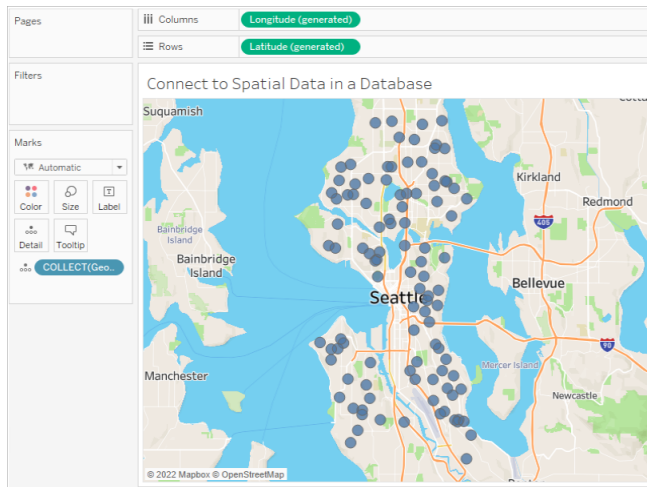 Pages
Columns
Longitude (generated)
Rows
Latitude (generated)
Filters
Connect to Spatial Data in a Database
Suquamish
Marks
Automatic
Kirkland
Color
Size
Label
Redmond
405
Detail
Tooltip
Bainbridge
Island
Bainbridge
Island
COLLECT(Geo..
Bellevue
Seattle
90
Mercer Island
Manchester
Newcastle
© 2022 Mapbox © OpenStreetMap